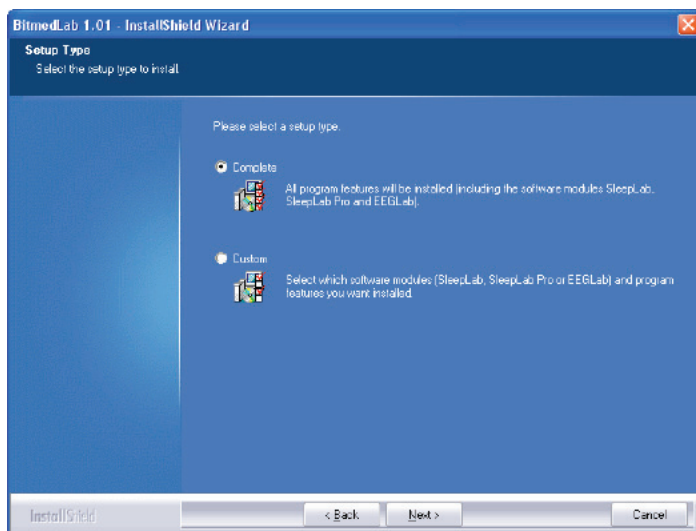 BitmedLab 1.01 - InstallShield Wizard
Setup Type
Select the setup type to install.
Please select a setup type.
Complete
All program features will be installed (including the software modules SleepLab,
SleepLab Pro and EEGLab).
Custom
Select which software modules (SleepLab, SleepLab Pro or EEGLab) and program
features you want installed.
InstallShield
< Back
Next >
Cancel